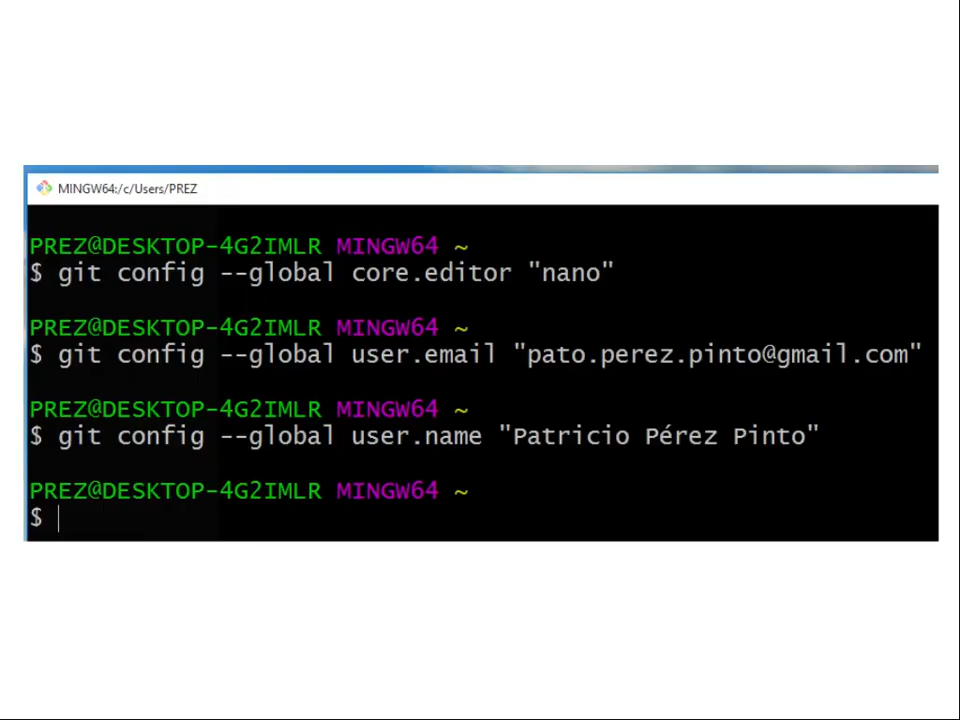 MINGW64:/c/Users/PREZ
PREZ@DESKTOP-4G2IMLR MINGW64 ~
$ git config --global core.editor "nano"
PREZ@DESKTOP-4G2IMLR MINGW64 ~
$ git config --global user.email "pato.perez.pinto@gmail.com"
PREZ@DESKTOP-4G2IMLR MINGW64 ~
$ git config --global user.name "Patricio Pérez Pinto"
PREZ@DESKTOP-4G2IMLR MINGW64 ~
$